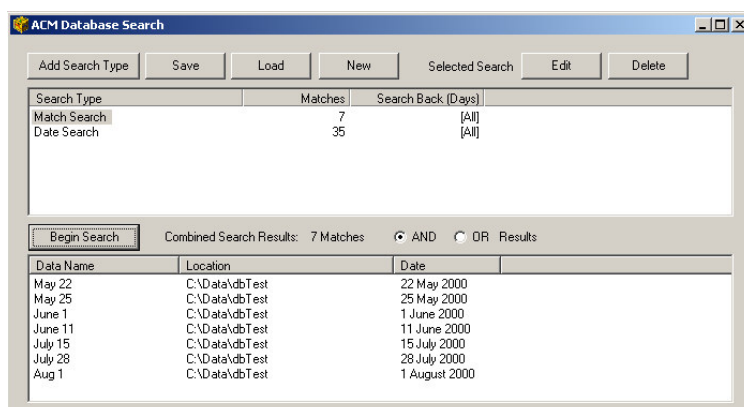 ACM Database Search
Add Search Type Save Load New Selected Search Edit Delete
Search Type Matches Search Back (Days)
Match Search 7 [All]
Date Search 35 [All]
Begin Search Combined Search Results: 7 Matches AND OR Results
Data Name Location Date
May 22 C:\Data\dbTest 22 May 2000
May 25 C:\Data\dbTest 25 May 2000
June 1 C:\Data\dbTest 1 June 2000
June 11 C:\Data\dbTest 11 June 2000
July 15 C:\Data\dbTest 15 July 2000
July 28 C:\Data\dbTest 28 July 2000
Aug 1 C:\Data\dbTest 1 August 2000